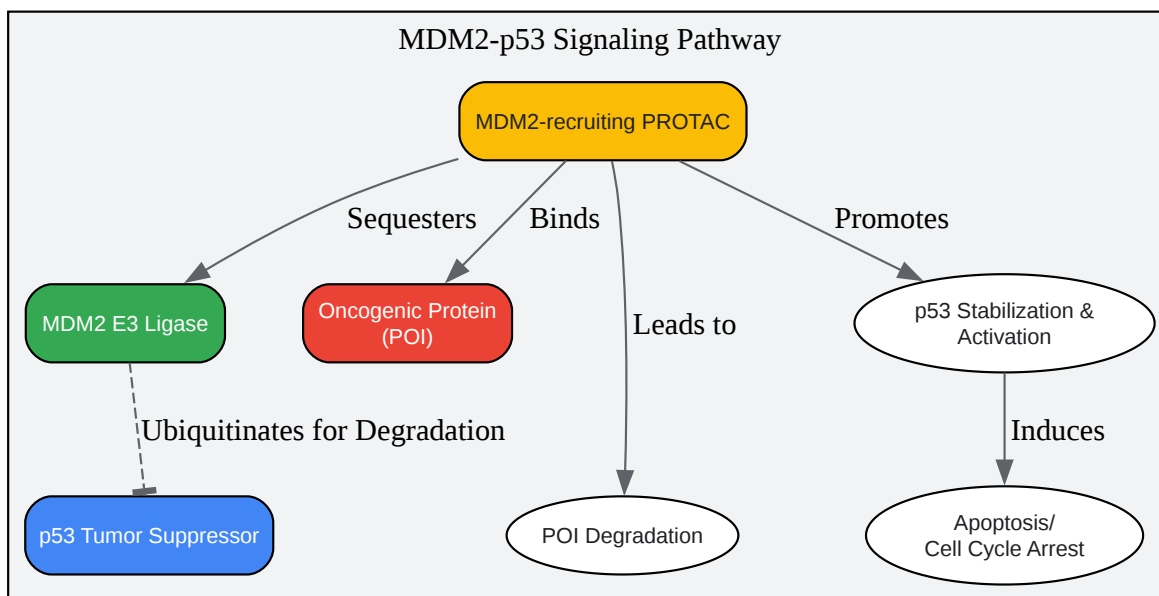 MDM2-p53 Signaling Pathway
MDM2-recruiting PROTAC
Sequesters
Binds
Promotes
MDM2 E3 Ligase
Oncogenic Protein
(POI)
Leads to
p53 Stabilization &
Activation
Ubiquitinates for Degradation
Induces
p53 Tumor Suppressor
POI Degradation
Apoptosis/
Cell Cycle Arrest